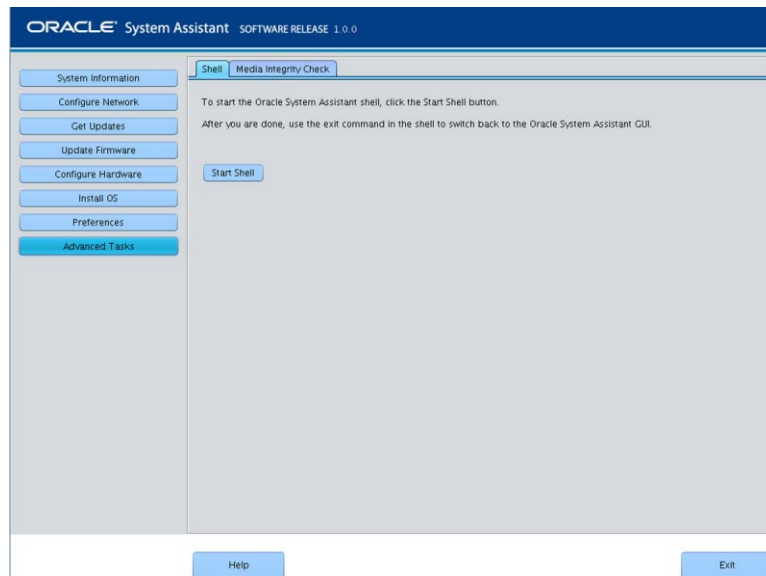 ORACLE® System Assistant SOFTWARE RELEASE 1.0.0
System Information
Configure Network
Get Updates
Update Firmware
Configure Hardware
Install OS
Preferences
Advanced Tasks
Shell
Media Integrity Check
To start the Oracle System Assistant shell, click the Start Shell button.
After you are done, use the exit command in the shell to switch back to the Oracle System Assistant GUI.
Start Shell
Help
Exit